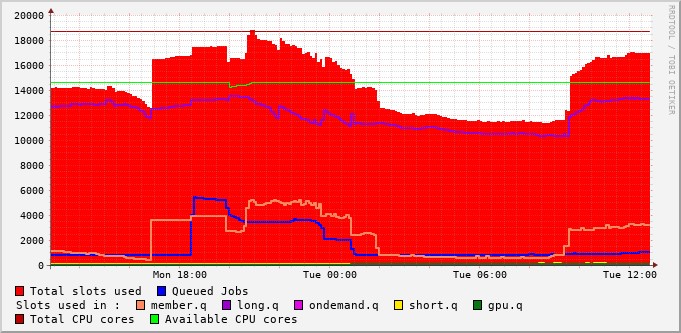 20000
18000
16000
14000
12000
10000
8000
6000
4000
2000
0
Mon 18:00 Tue 00:00 Tue 06:00 Tue 12:00
Total slots used Queued Jobs
Slots used in : member.q long.q ondemand.q short.q gpu.q
Total CPU cores Available CPU cores
RRDTOOL / TOBI OETIKER